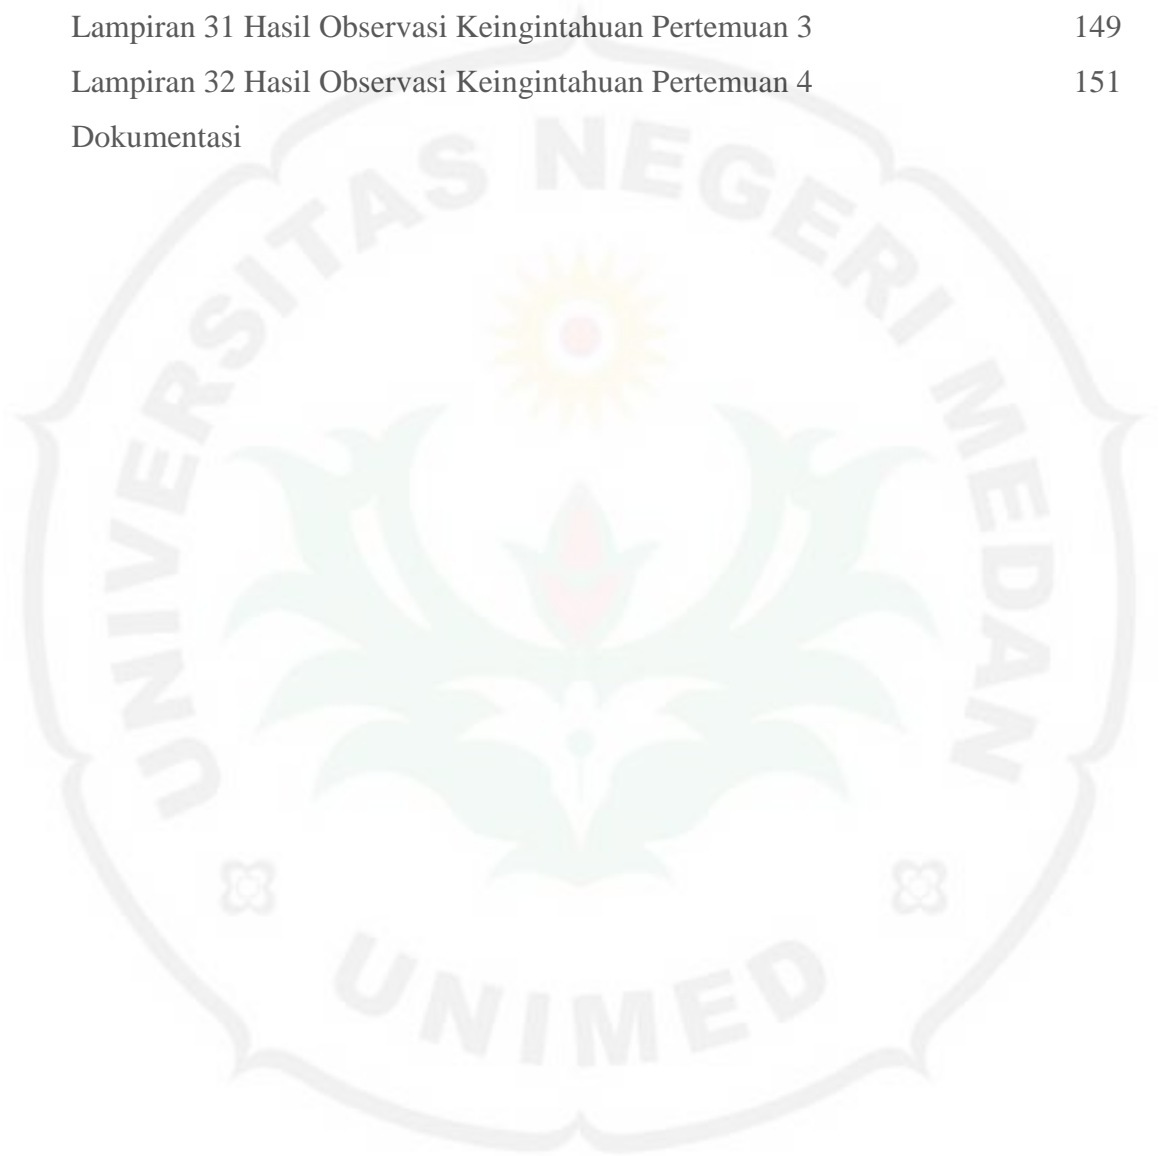 Lampiran 31 Hasil Observasi Keingintahuan Pertemuan 3 149
Lampiran 32 Hasil Observasi Keingintahuan Pertemuan 4 151
Dokumentasi
UNIVERSITAS NEGERI MEDAN
UNIMED